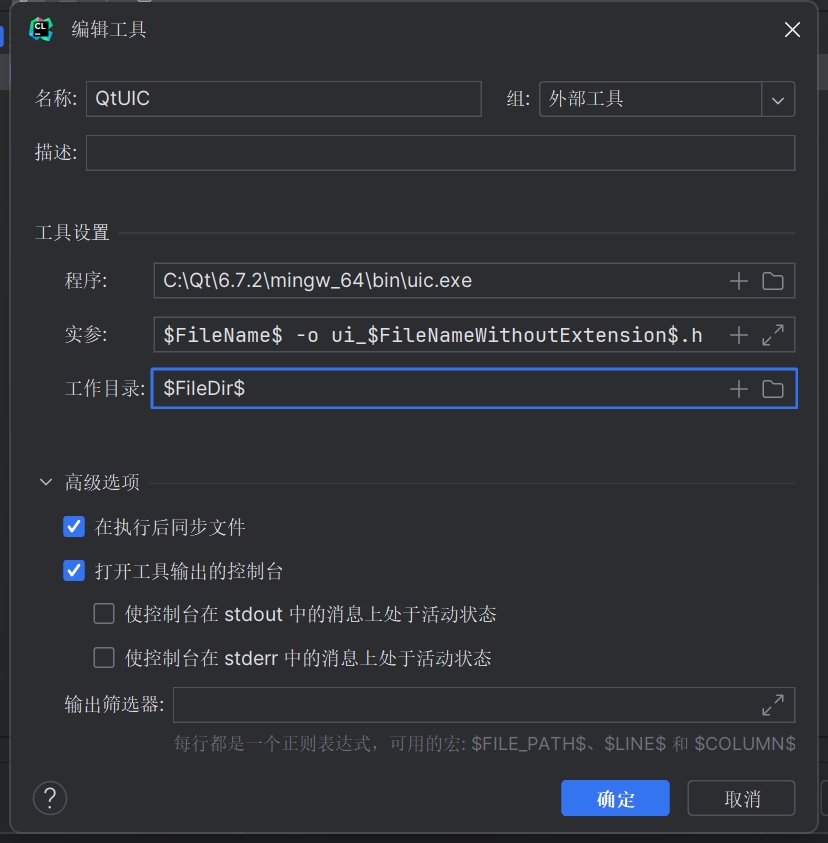 CL
编辑工具
名称: QtUIC 组: 外部工具
描述:
工具设置
程序: C:\Qt\6.7.2\mingw_64\bin\uic.exe
实参: $FileName$ -o ui_$FileNameWithoutExtension$.h
工作目录: $FileDir$
高级选项
在执行后同步文件
打开工具输出的控制台
使控制台在 stdout 中的消息上处于活动状态
使控制台在 stderr 中的消息上处于活动状态
输出筛选器:
每行都是一个正则表达式，可用的宏: $FILE_PATH$、$LINE$ 和 $COLUMN$
? 确定 取消